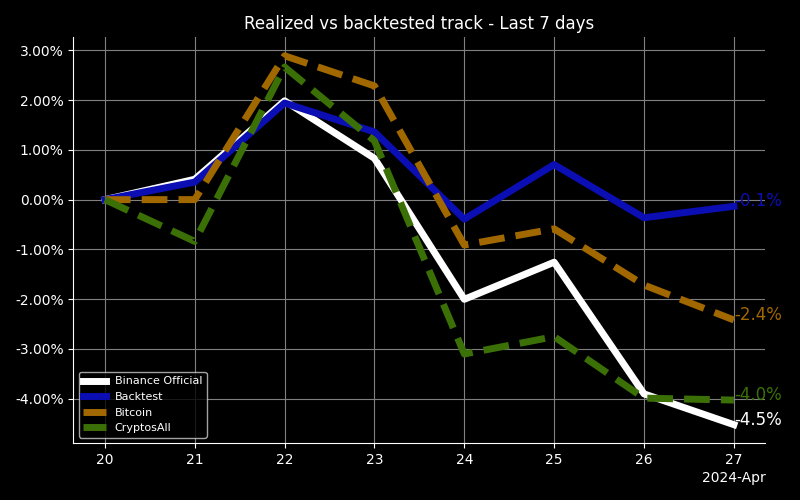 Realized vs backtested track - Last 7 days
3.00%
2.00%
1.00%
0.00%
-1.00%
-2.00%
-3.00%
-4.00%
-0.1%
-2.4%
-4.0%
-4.5%
Binance Official
Backtest
Bitcoin
CryptosAll
20 21 22 23 24 25 26 27
2024-Apr